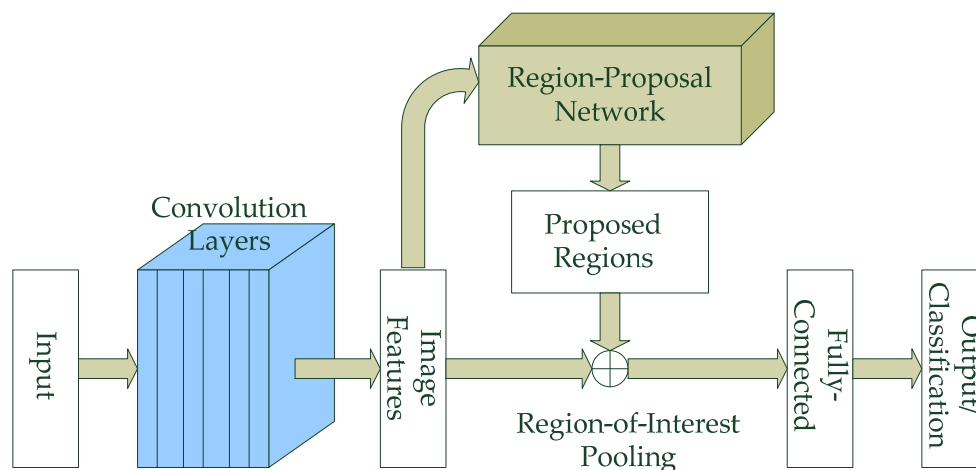 Region-Proposal
Network
Convolution
Layers
Proposed
Regions
Input
Image
Features
Fully-
Connected
Output/
Classification
Region-of-Interest
Pooling